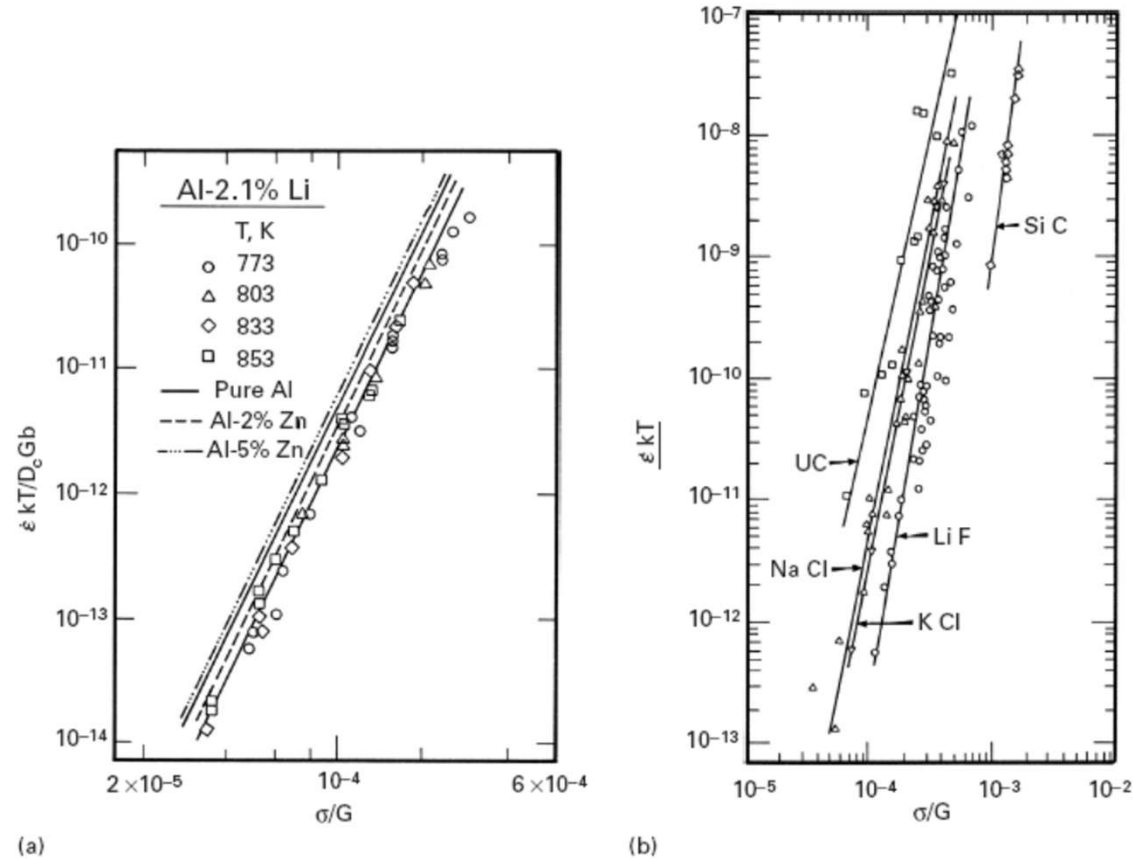 Al-2.1% Li
T, K
773
803
833
853
Pure Al
Al-2% Zn
Al-5% Zn
10⁻¹⁰
10⁻¹¹
10⁻¹²
10⁻¹³
10⁻¹⁴
ε̇ kT/D_cGb
2 ×10⁻⁵
10⁻⁴
6 ×10⁻⁴
σ/G
(a)
10⁻⁷
10⁻⁸
10⁻⁹
10⁻¹⁰
10⁻¹¹
10⁻¹²
10⁻¹³
ε̇ kT
Si C
UC
Li F
Na Cl
K Cl
10⁻⁵
10⁻⁴
10⁻³
10⁻²
σ/G
(b)